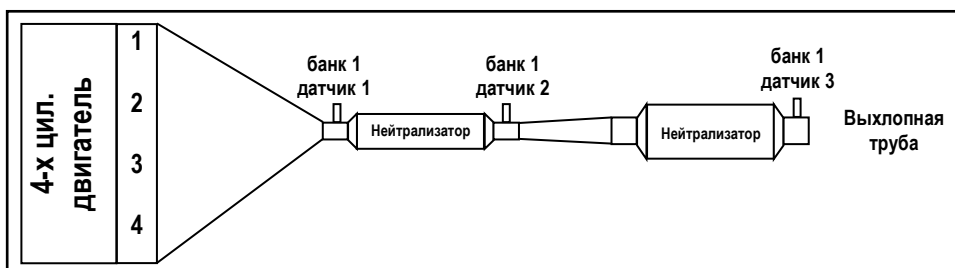 4-х цил.
двигатель
1
2
3
4
банк 1
датчик 1
Нейтрализатор
банк 1
датчик 2
Нейтрализатор
банк 1
датчик 3
Выхлопная
труба